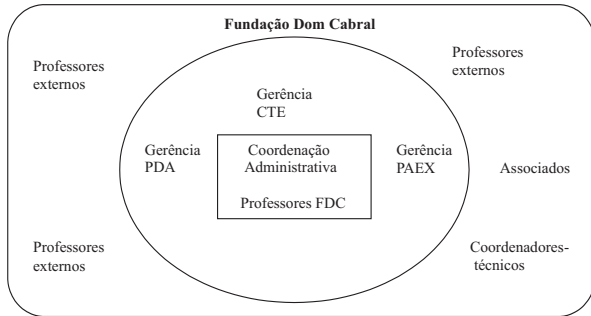 Fundação Dom Cabral
Professores
externos
Professores
externos
Gerência
CTE
Gerência
PDA
Coordenação
Administrativa
Professores FDC
Gerência
PAEX
Associados
Professores
externos
Coordenadores-
técnicos